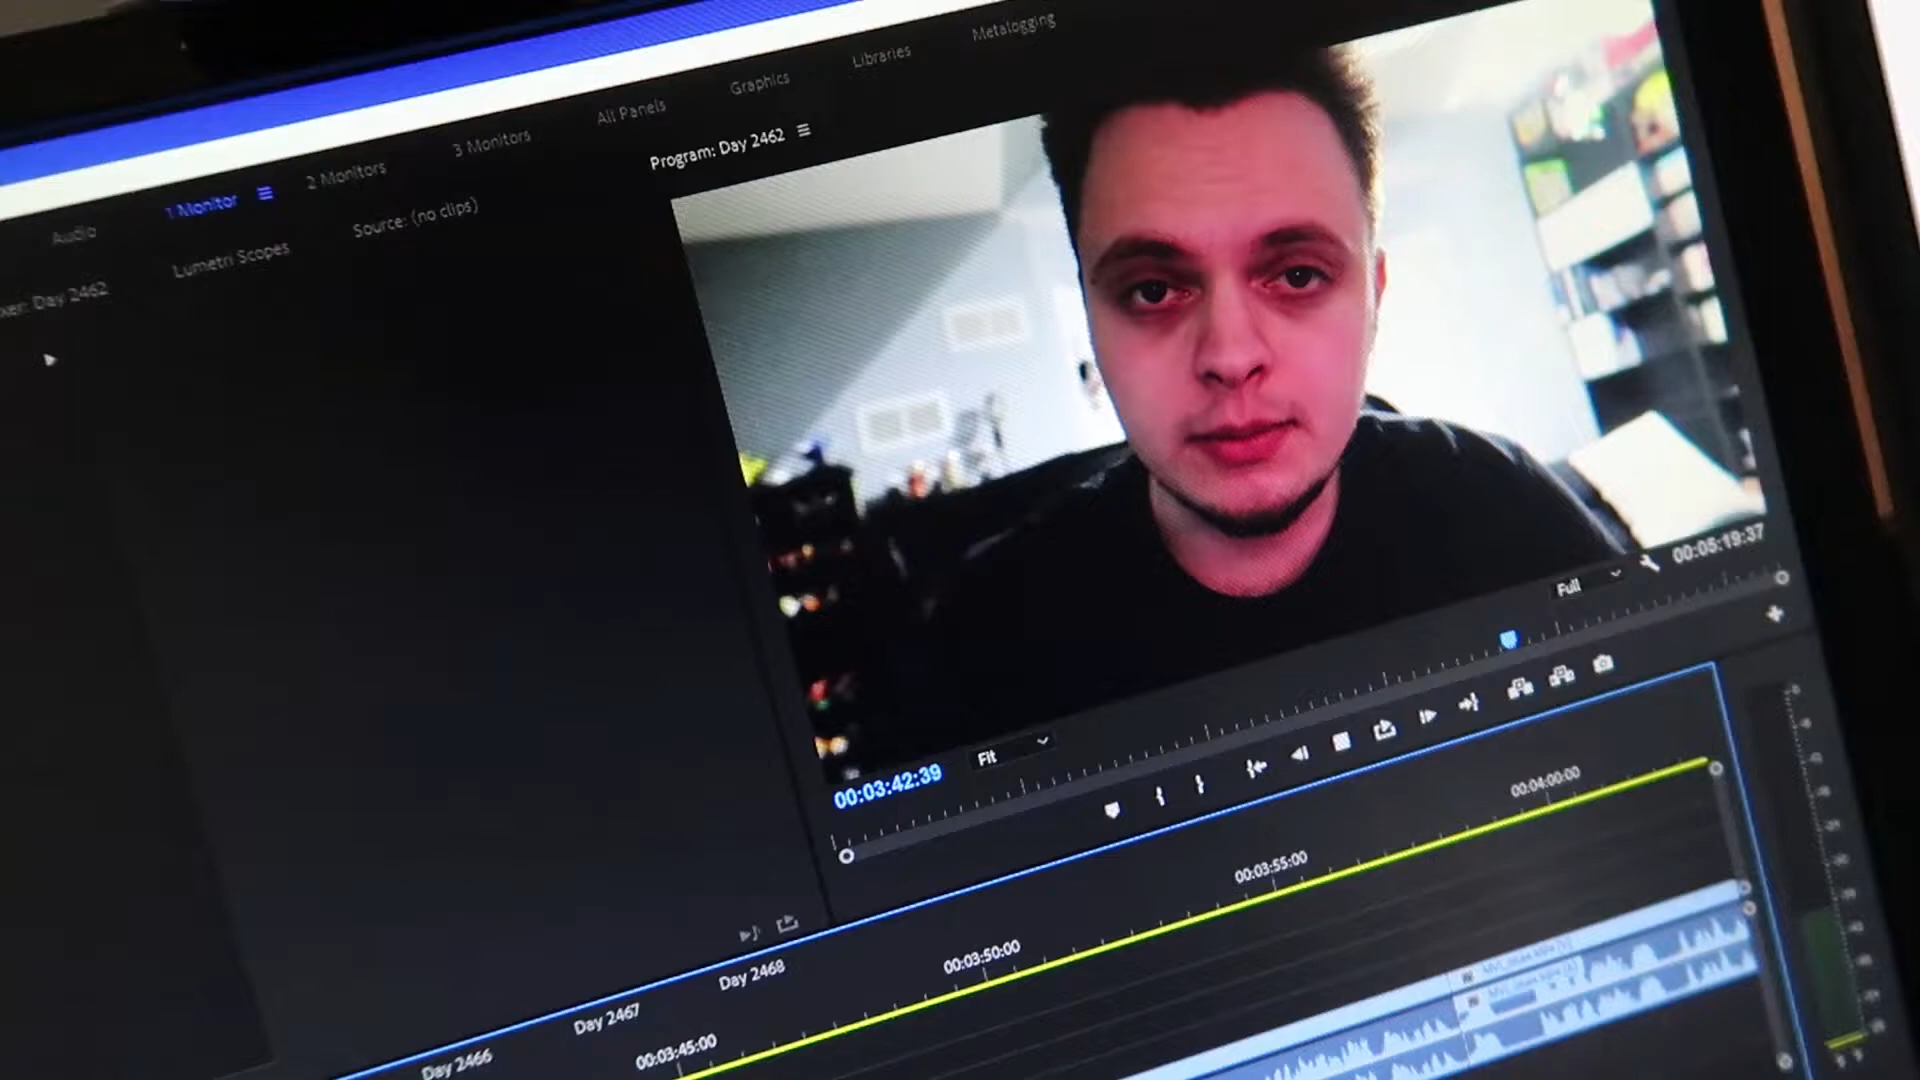 Metalogging
Libraries
Graphics
All Panels
3 Monitors
2 Monitors
1 Monitor
Audio
Program: Day 2462
Source: (no clips)
Lumetri Scopes
xer: Day 2462
00:05:19:37
Full
Fit
00:03:42:39
00:04:00:00
00:03:55:00
00:03:50:00
00:03:45:00
Day 2468
Day 2467
Day 2466